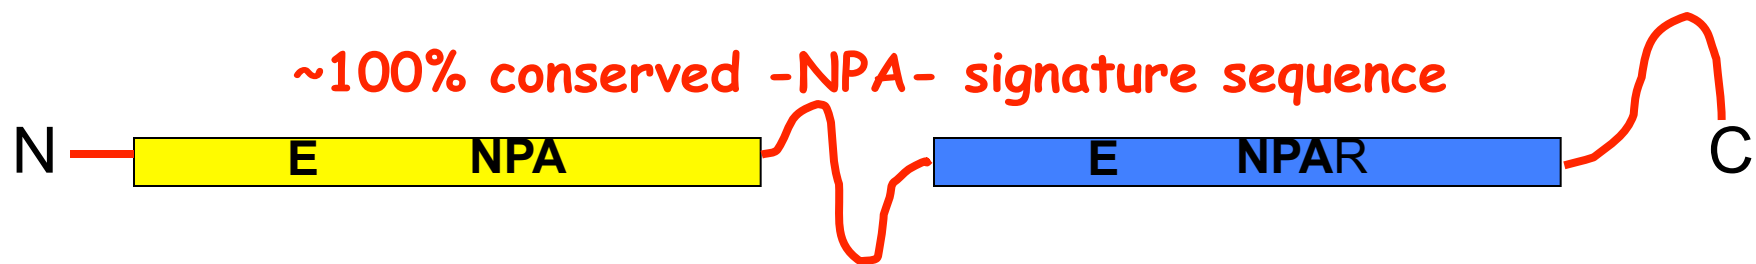 ~100% conserved -NPA- signature sequence
N E NPA E NPAR C